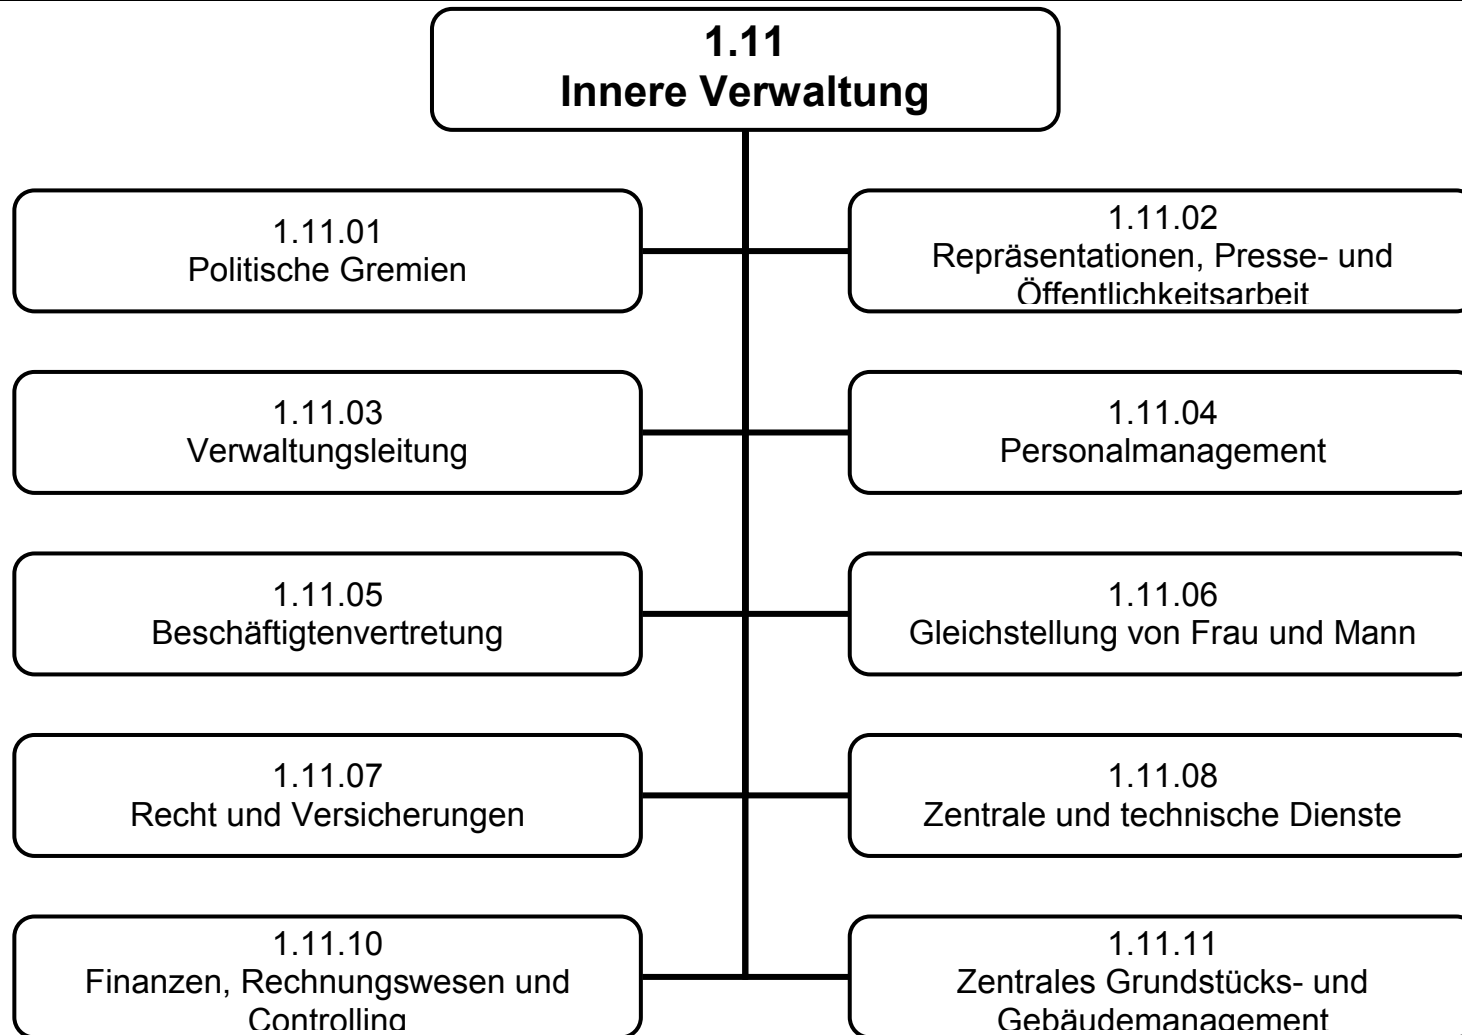 1.11
Innere Verwaltung
1.11.01
Politische Gremien
1.11.02
Repräsentationen, Presse- und
Öffentlichkeitsarbeit
1.11.03
Verwaltungsleitung
1.11.04
Personalmanagement
1.11.05
Beschäftigtenvertretung
1.11.06
Gleichstellung von Frau und Mann
1.11.07
Recht und Versicherungen
1.11.08
Zentrale und technische Dienste
1.11.10
Finanzen, Rechnungswesen und
Controlling
1.11.11
Zentrales Grundstücks- und
Gebäudemanagement